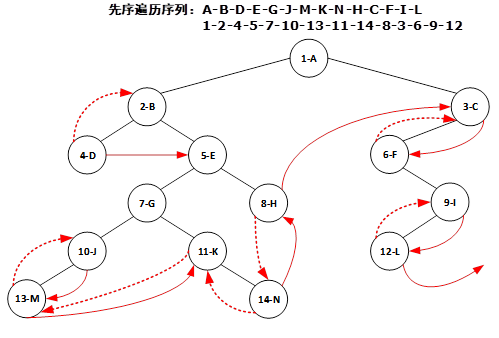 先序遍历序列: A-B-D-E-G-J-M-K-N-H-C-F-I-L
1-2-4-5-7-10-13-11-14-8-3-6-9-12
1-A
2-B
3-C
4-D
5-E
6-F
7-G
8-H
9-I
10-J
11-K
12-L
13-M
14-N